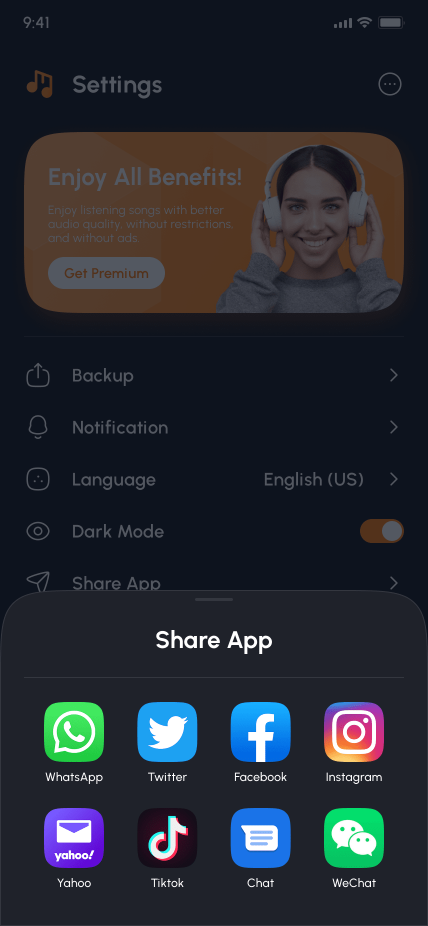 9:41
Settings
Enjoy All Benefits!
Enjoy listening songs with better
audio quality, without restrictions,
and without ads.
Get Premium
Backup
Notification
Language English (US)
Dark Mode
Share App
Share App
WhatsApp Twitter Facebook Instagram
yahoo!
Yahoo Tiktok Chat WeChat